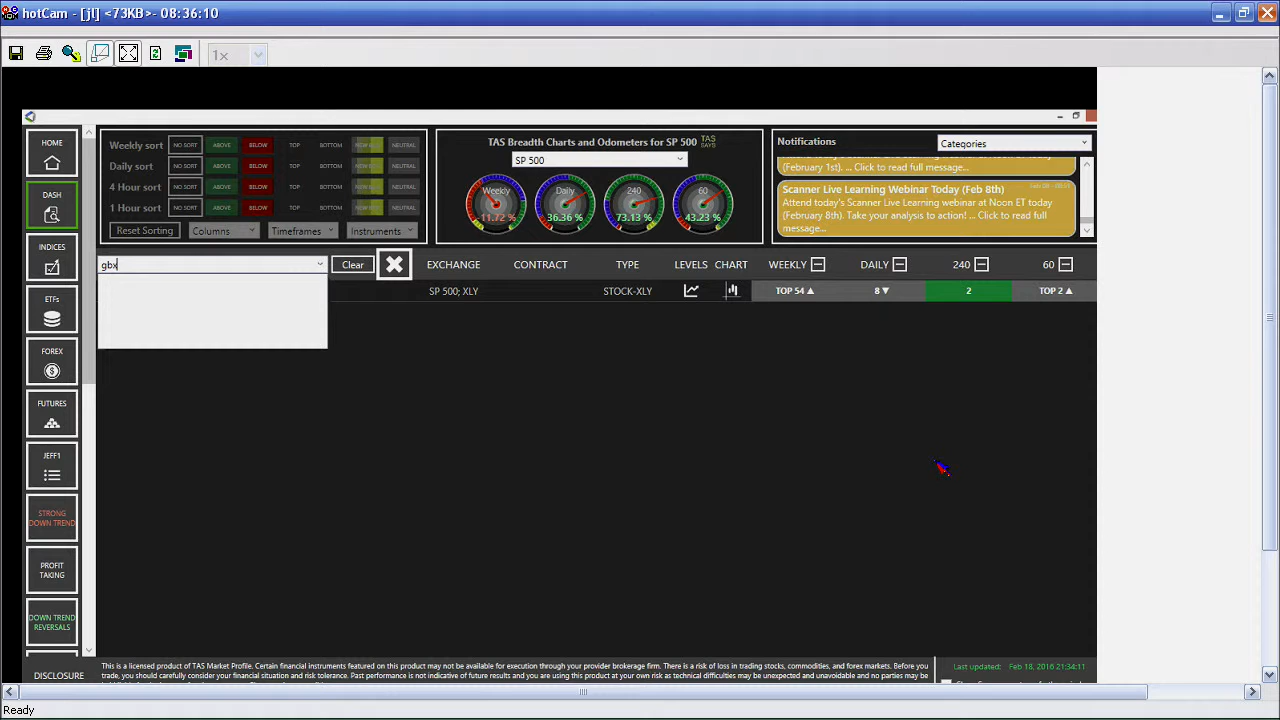 hotCam - [jl] <73KB>- 08:36:10
1x
HOME
DASH
INDICES
ETFs
FOREX
FUTURES
JEFF1
STRONG
DOWN TREND
PROFIT
TAKING
DOWN TREND
REVERSALS
Weekly sort NO SORT ABOVE BELOW TOP BOTTOM NEUTRAL
Daily sort NO SORT ABOVE BELOW TOP BOTTOM NEUTRAL
4 Hour sort NO SORT ABOVE BELOW TOP BOTTOM NEUTRAL
1 Hour sort NO SORT ABOVE BELOW TOP BOTTOM NEUTRAL
Reset Sorting Columns Timeframes Instruments
TAS Breadth Charts and Odometers for SP 500 TAS
SP 500
Weekly Daily 240 60
-11.72 % 36.36 % 73.13 % 43.23 %
Notifications Categories
(February 1st). ... Click to read full
message...
Scanner Live Learning Webinar Today (Feb 8th)
Attend today's Scanner Live Learning webinar at Noon ET today
(February 8th). Take your analysis to action! ... Click to read full
message...
gbx Clear EXCHANGE CONTRACT TYPE LEVELS CHART WEEKLY DAILY 240 60
SP 500; XLY STOCK-XLY TOP 54 ▲ 8 ▼ 2 TOP 2 ▲
DISCLOSURE
This is a licensed product of TAS Market Profile. Certain financial instruments featured on this product may not be available for execution through your provider brokerage firm. There is a risk of loss in trading stocks, commodities, and forex markets. Before you
trade, you should carefully consider your financial situation and risk tolerance. Past performance is not indicative of future results and you are using this product at your own risk as technical difficulties may be unexpected and unavoidable and no parties may be
Last updated: Feb 18, 2016 21:34:11
Ready